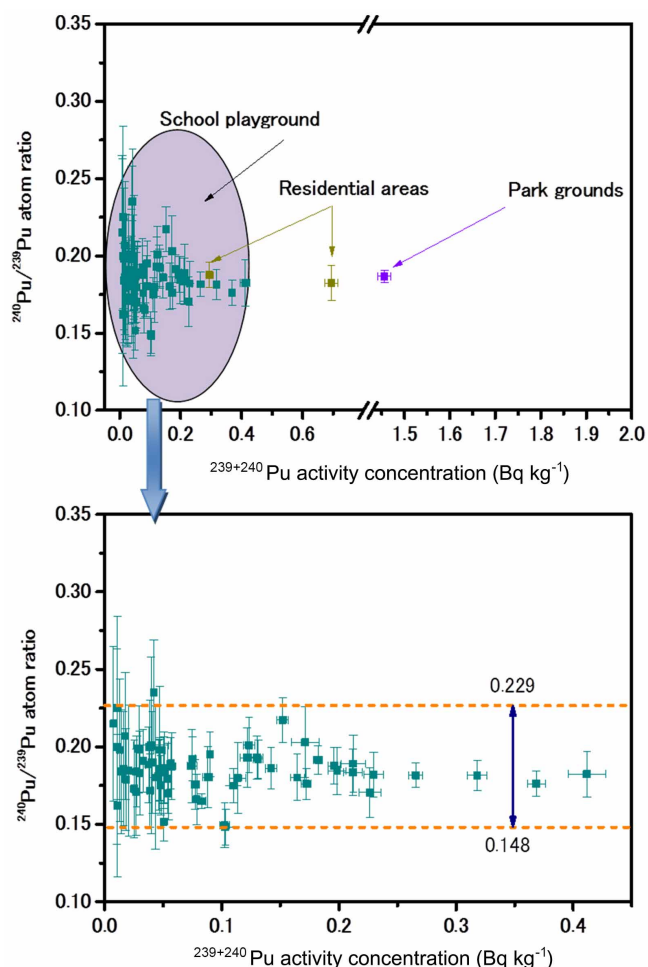 0.35
0.30
0.25
0.20
0.15
0.10
²⁴⁰Pu/²³⁹Pu atom ratio
School playground
Residential areas
Park grounds
0.0 0.2 0.4 0.6 1.5 1.6 1.7 1.8 1.9 2.0
²³⁹⁺²⁴⁰Pu activity concentration (Bq kg⁻¹)
0.35
0.30
0.25
0.20
0.15
0.10
²⁴⁰Pu/²³⁹Pu atom ratio
0.229
0.148
0.0 0.1 0.2 0.3 0.4
²³⁹⁺²⁴⁰Pu activity concentration (Bq kg⁻¹)